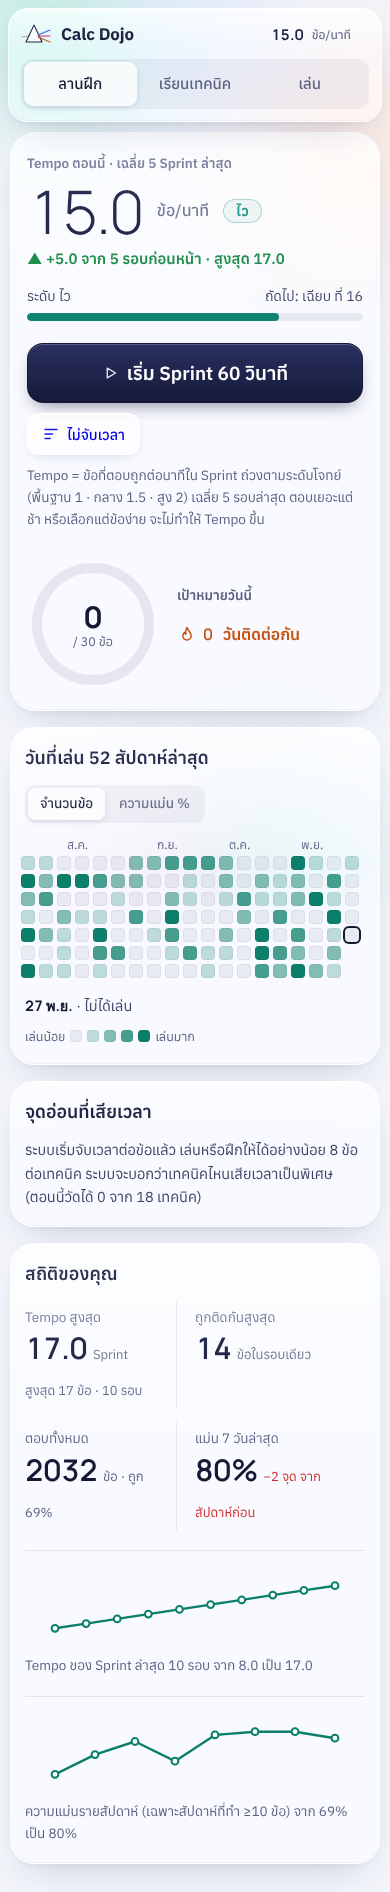 Calc Dojo
15.0 ข้อ/นาที
ลานฝึก เรียนเทคนิค เล่น
Tempo ตอนนี้ · เฉลี่ย 5 Sprint ล่าสุด
15.0 ข้อ/นาที ไว
▲ +5.0 จาก 5 รอบก่อนหน้า · สูงสุด 17.0
ระดับ ไว ถัดไป: เฉียบ ที่ 16
เริ่ม Sprint 60 วินาที
ไม่จับเวลา
Tempo = ข้อที่ตอบถูกต่อนาทีใน Sprint ถ่วงตามระดับโจทย์
(พื้นฐาน 1 · กลาง 1.5 · สูง 2) เฉลี่ย 5 รอบล่าสุด ตอบเยอะแต่
ช้า หรือเลือกแต่ข้อง่าย จะไม่ทำให้ Tempo ขึ้น
0
/ 30 ข้อ
เป้าหมายวันนี้
0 วันติดต่อกัน
วันที่เล่น 52 สัปดาห์ล่าสุด
จำนวนข้อ ความแม่น %
ส.ค. ก.ย. ต.ค. พ.ย.
27 พ.ย. · ไม่ได้เล่น
เล่นน้อย เล่นมาก
จุดอ่อนที่เสียเวลา
ระบบเริ่มจับเวลาต่อข้อแล้ว เล่นหรือฝึกให้ได้อย่างน้อย 8 ข้อ
ต่อเทคนิค ระบบจะบอกว่าเทคนิคไหนเสียเวลาเป็นพิเศษ
(ตอนนี้วัดได้ 0 จาก 18 เทคนิค)
สถิติของคุณ
Tempo สูงสุด
17.0 Sprint
สูงสุด 17 ข้อ · 10 รอบ
ถูกติดกันสูงสุด
14 ข้อในรอบเดียว
ตอบทั้งหมด
2032 ข้อ · ถูก
69%
แม่น 7 วันล่าสุด
80% −2 จุด จาก
สัปดาห์ก่อน
Tempo ของ Sprint ล่าสุด 10 รอบ จาก 8.0 เป็น 17.0
ความแม่นรายสัปดาห์ (เฉพาะสัปดาห์ที่ทำ ≥10 ข้อ) จาก 69%
เป็น 80%